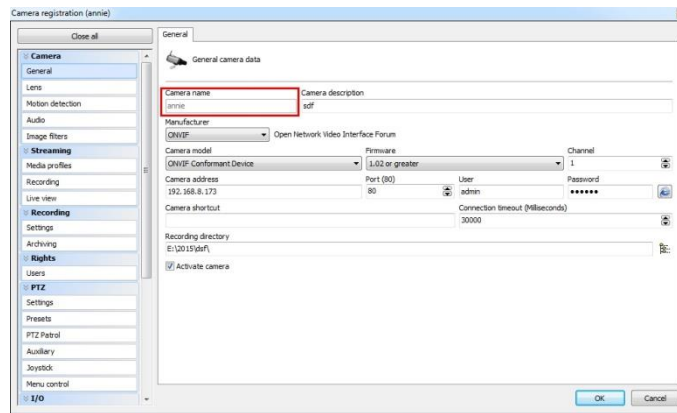 Camera registration (annie)
Close all
Camera
General
Lens
Motion detection
Audio
Image filters
Streaming
Media profiles
Recording
Live view
Recording
Settings
Archiving
Rights
Users
PTZ
Settings
Presets
PTZ Patrol
Auxiliary
Joystick
Menu control
I/O
General
General camera data
Camera name Camera description
annie sdf
Manufacturer
ONVIF Open Network Video Interface Forum
Camera model Firmware Channel
ONVIF Conformant Device 1.02 or greater 1
Camera address Port (80) User Password
192.168.8.173 80 admin ••••••
Camera shortcut Connection timeout (Milliseconds)
30000
Recording directory
E:\2015\dsf\
Activate camera
OK Cancel